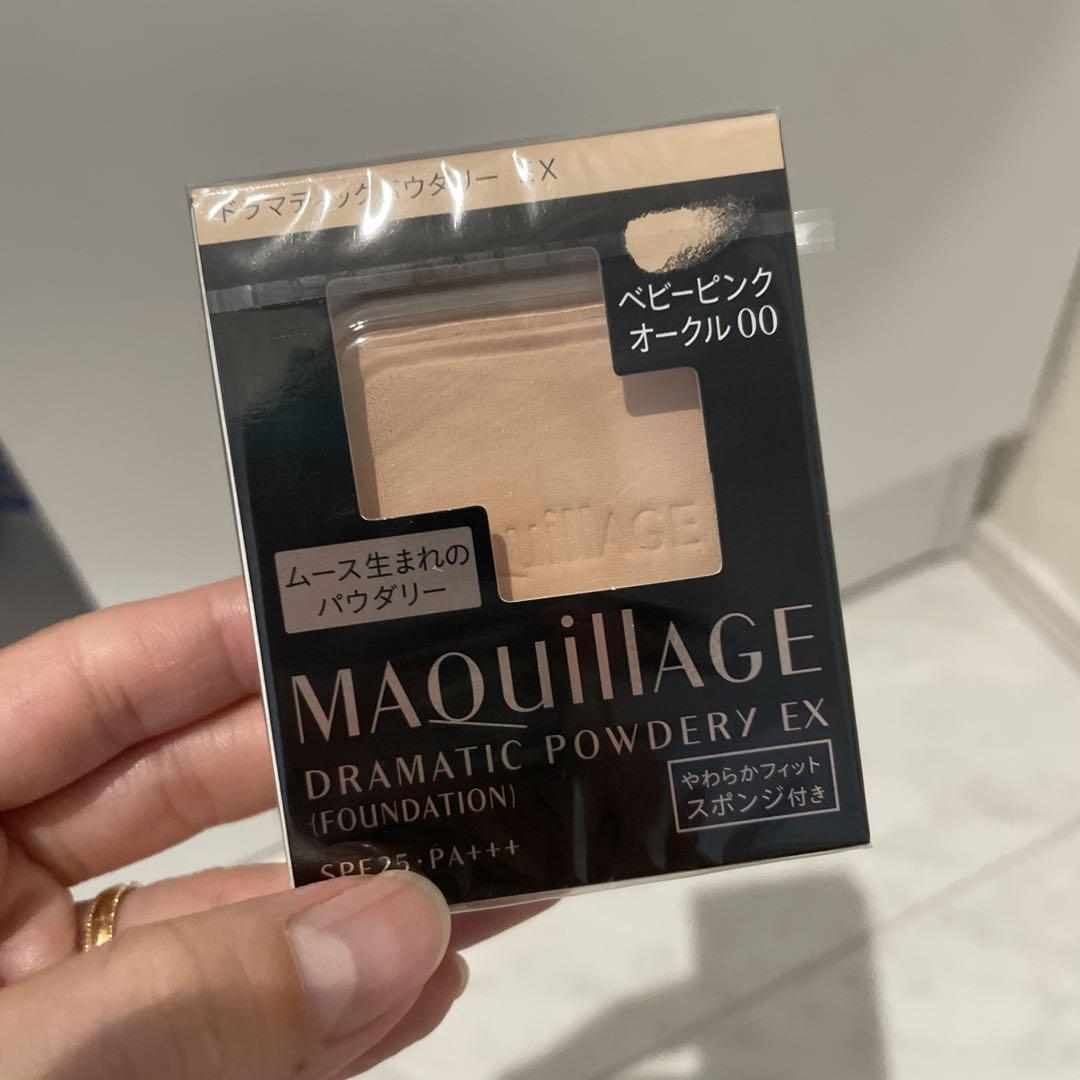 ドラマティックパウダリー EX
ベビーピンク
オークル 00
QuillAGE
ムース生まれの
パウダリー
MAQuillAGE
DRAMATIC POWDERY EX
(FOUNDATION)
やわらかフィット
スポンジ付き
SPF25・PA+++